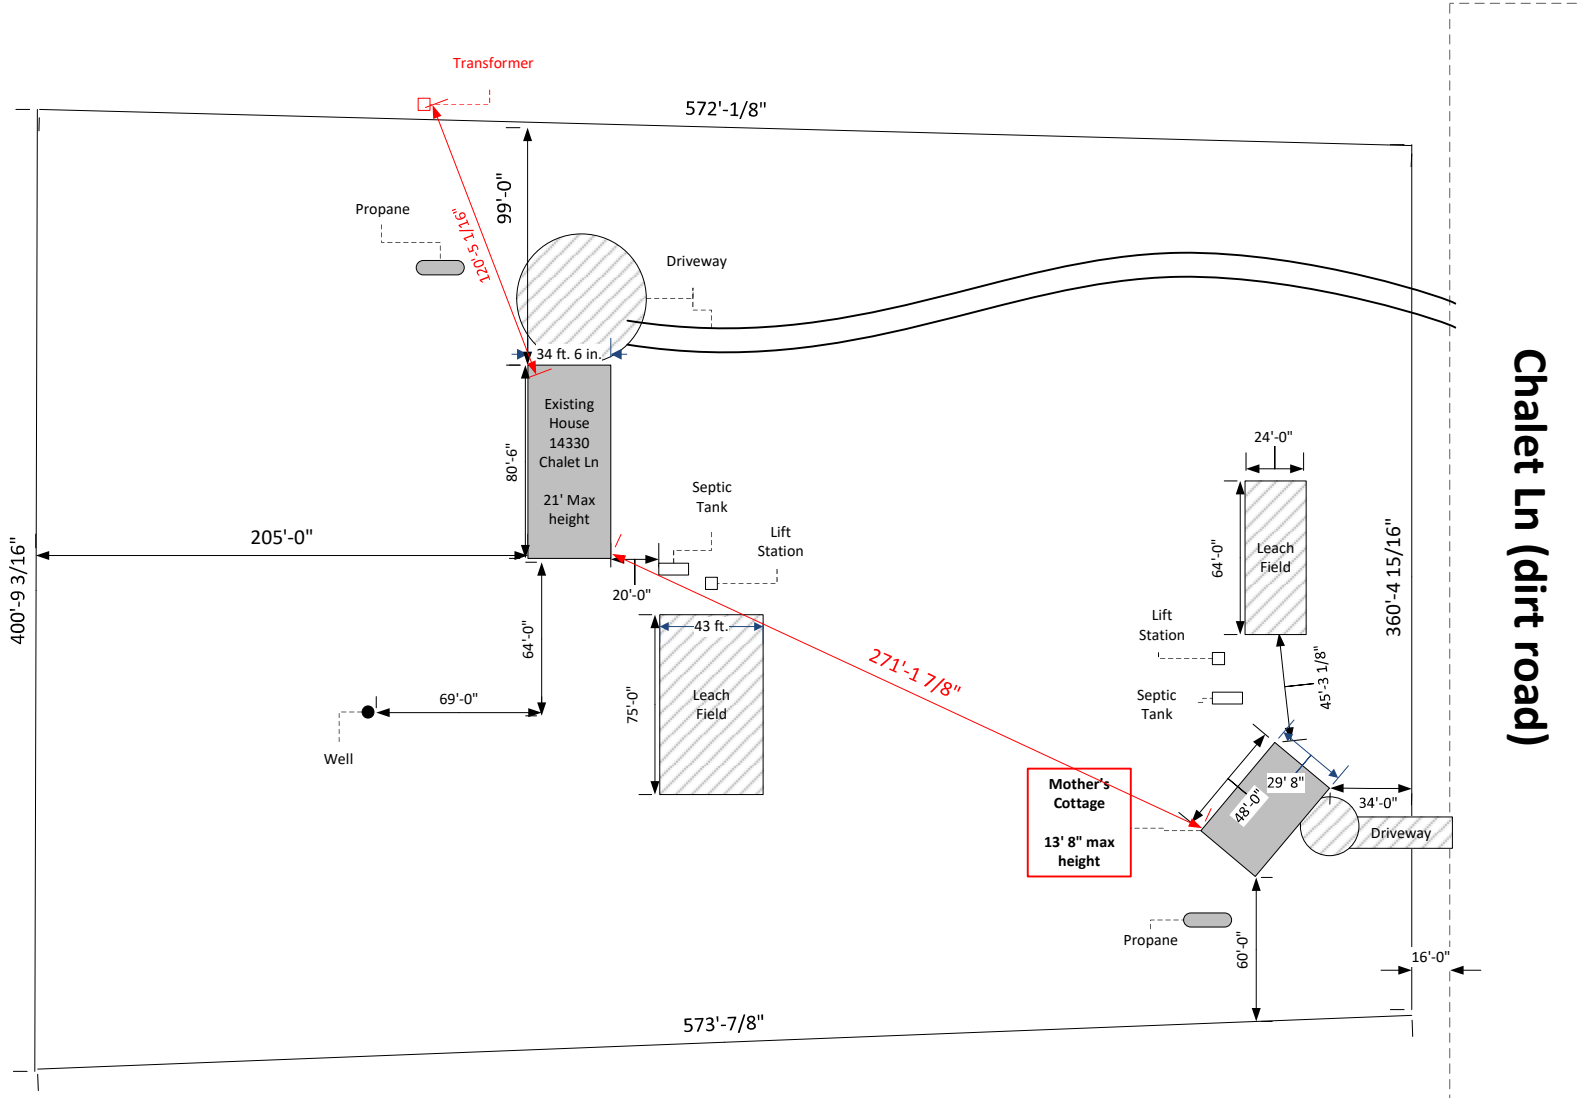 Transformer
572'-1/8"
99'-0"
Propane
120'-5 1/16"
Driveway
34 ft. 6 in.
Existing
House
14330
Chalet Ln
21' Max
height
80'-6"
Septic
Tank
Lift
Station
205'-0"
20'-0"
400'-9 3/16"
64'-0"
69'-0"
Well
43 ft.
75'-0"
Leach
Field
271'-1 7/8"
24'-0"
64'-0"
Leach
Field
360'-4 15/16"
Chalet Ln (dirt road)
Lift
Station
Septic
Tank
45'-3 1/8"
Mother's
Cottage
13' 8" max
height
48'-0"
29' 8"
34'-0"
Driveway
Propane
60'-0"
16'-0"
573'-7/8"